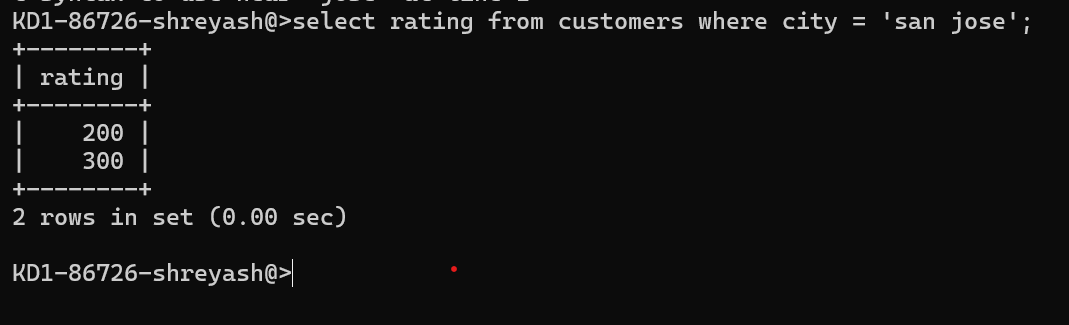 KD1-86726-shreyash@>select rating from customers where city = 'san jose';
+--------+
| rating |
+--------+
|    200 |
|    300 |
+--------+
2 rows in set (0.00 sec)
KD1-86726-shreyash@>